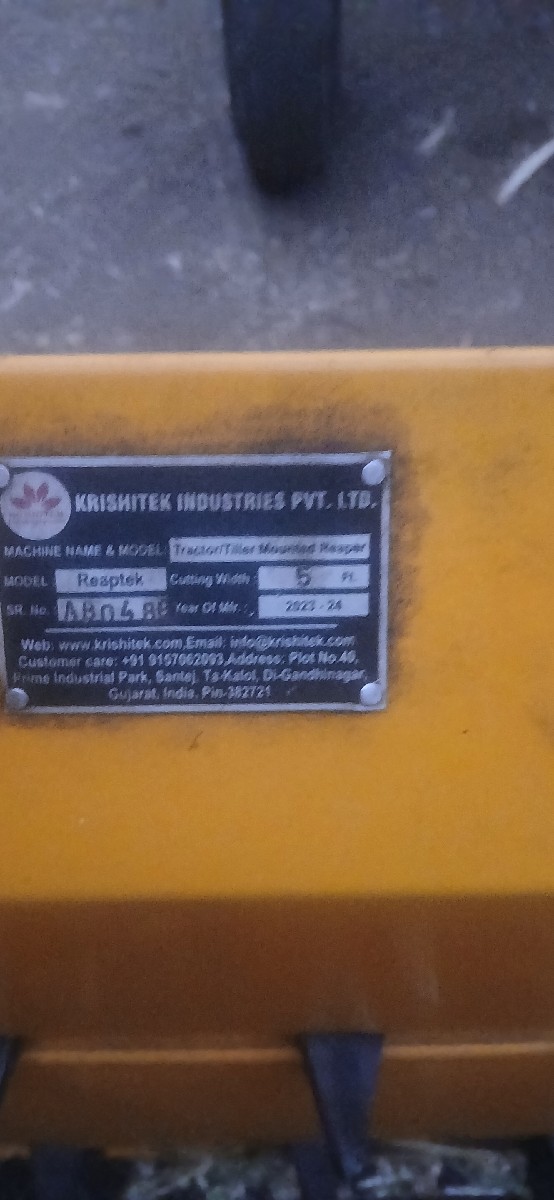 KRISHITEK INDUSTRIES PVT. LTD.
MACHINE NAME & MODEL: Tractor/Tiller Mounted Reaper
MODEL Reaptek Cutting Width : 5 Ft.
SR. No.: Year Of Mfr. : 2023 - 24
Web: www.krishitek.com,Email: info@krishitek.com
Customer care: +91 9157062093,Address: Plot No.40,
Prime Industrial Park, Santej, Ta-Kalol, Di-Gandhinagar,
Gujarat, India. Pin-382721